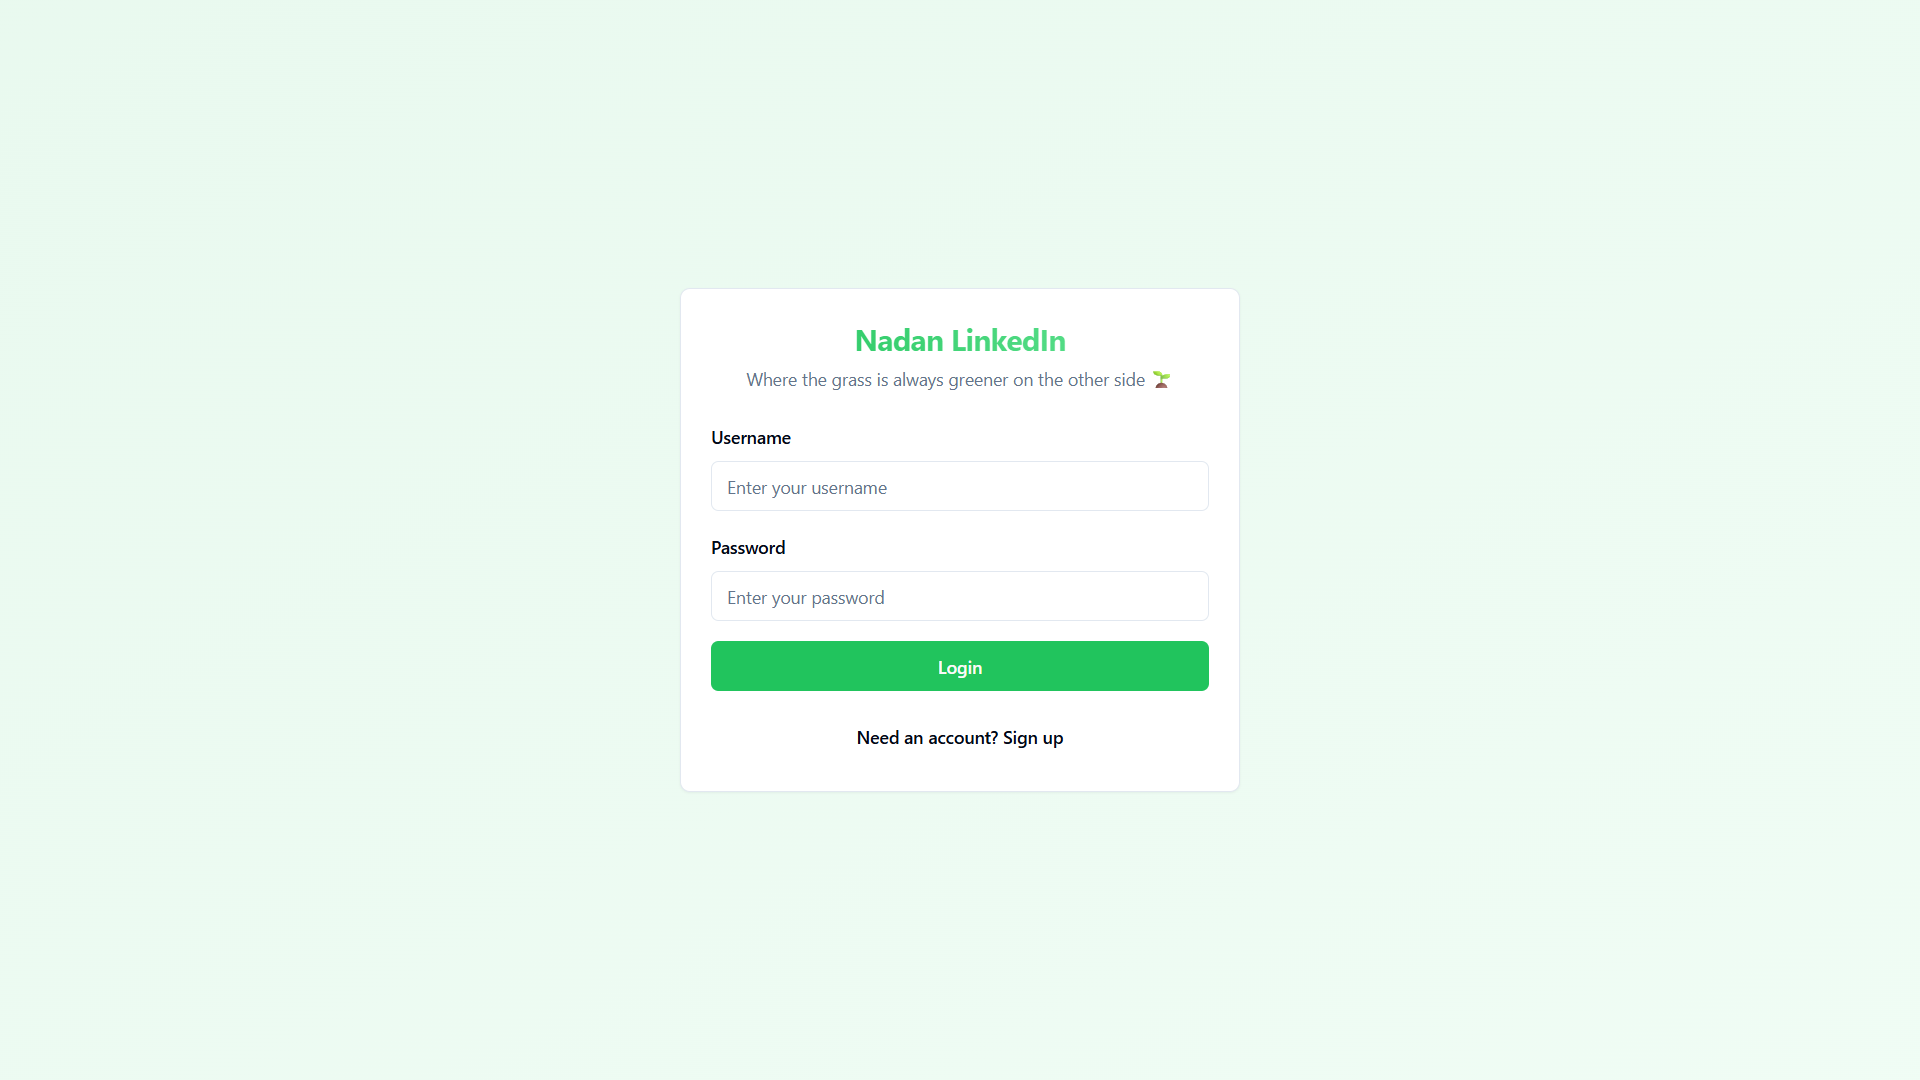 Nadan LinkedIn
Where the grass is always greener on the other side 🌱
Username
Enter your username
Password
Enter your password
Login
Need an account? Sign up